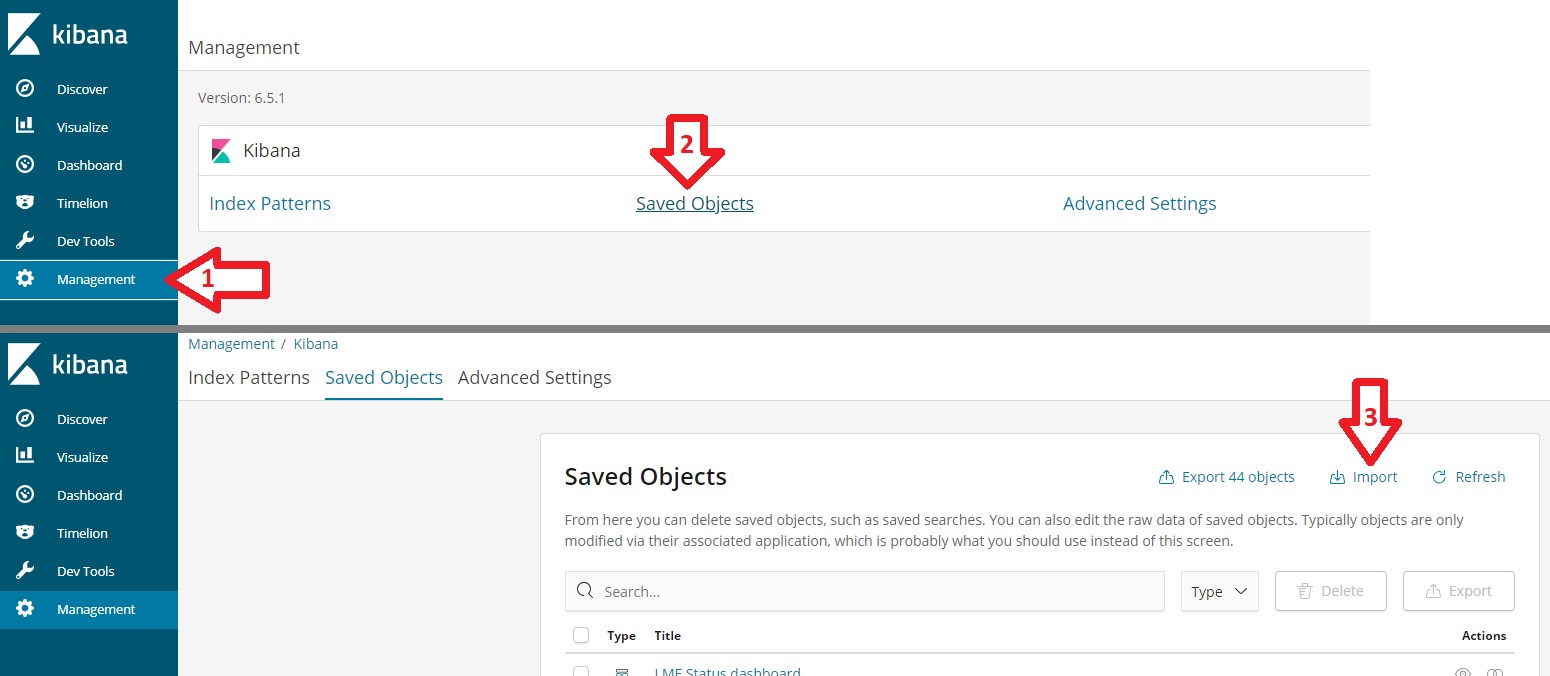 kibana
Discover
Visualize
Dashboard
Timelion
Dev Tools
Management
1
Management
Version: 6.5.1
Kibana
2
Index Patterns Saved Objects Advanced Settings
kibana
Discover
Visualize
Dashboard
Timelion
Dev Tools
Management
Management / Kibana
Index Patterns Saved Objects Advanced Settings
3
Saved Objects Export 44 objects Import Refresh
From here you can delete saved objects, such as saved searches. You can also edit the raw data of saved objects. Typically objects are only
modified via their associated application, which is probably what you should use instead of this screen.
Search... Type Delete Export
Type Title Actions
LME Status dashboard